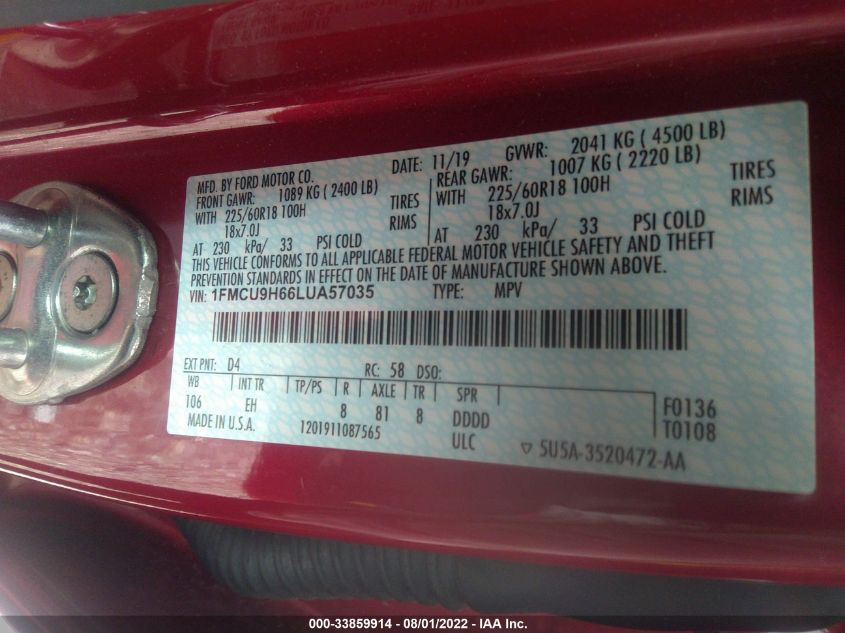 MFD. BY FORD MOTOR CO.
DATE: 11/19 GVWR: 2041 KG ( 4500 LB)
FRONT GAWR: 1089 KG ( 2400 LB)
REAR GAWR: 1007 KG ( 2220 LB)
WITH 225/60R18 100H TIRES
WITH 225/60R18 100H TIRES
18x7.0J RIMS
18x7.0J RIMS
AT 230 kPa/ 33 PSI COLD
AT 230 kPa/ 33 PSI COLD
THIS VEHICLE CONFORMS TO ALL APPLICABLE FEDERAL MOTOR VEHICLE SAFETY AND THEFT
PREVENTION STANDARDS IN EFFECT ON THE DATE OF MANUFACTURE SHOWN ABOVE.
VIN: 1FMCU9H66LUA57035 TYPE: MPV
EXT PNT: D4 RC: 58 DSO:
WB INT TR TP/PS R AXLE TR SPR
106 EH 8 81 8 DDDD F0136
MADE IN U.S.A. 1201911087565 ULC T0108
5U5A-3520472-AA
000-33859914 - 08/01/2022 - IAA Inc.